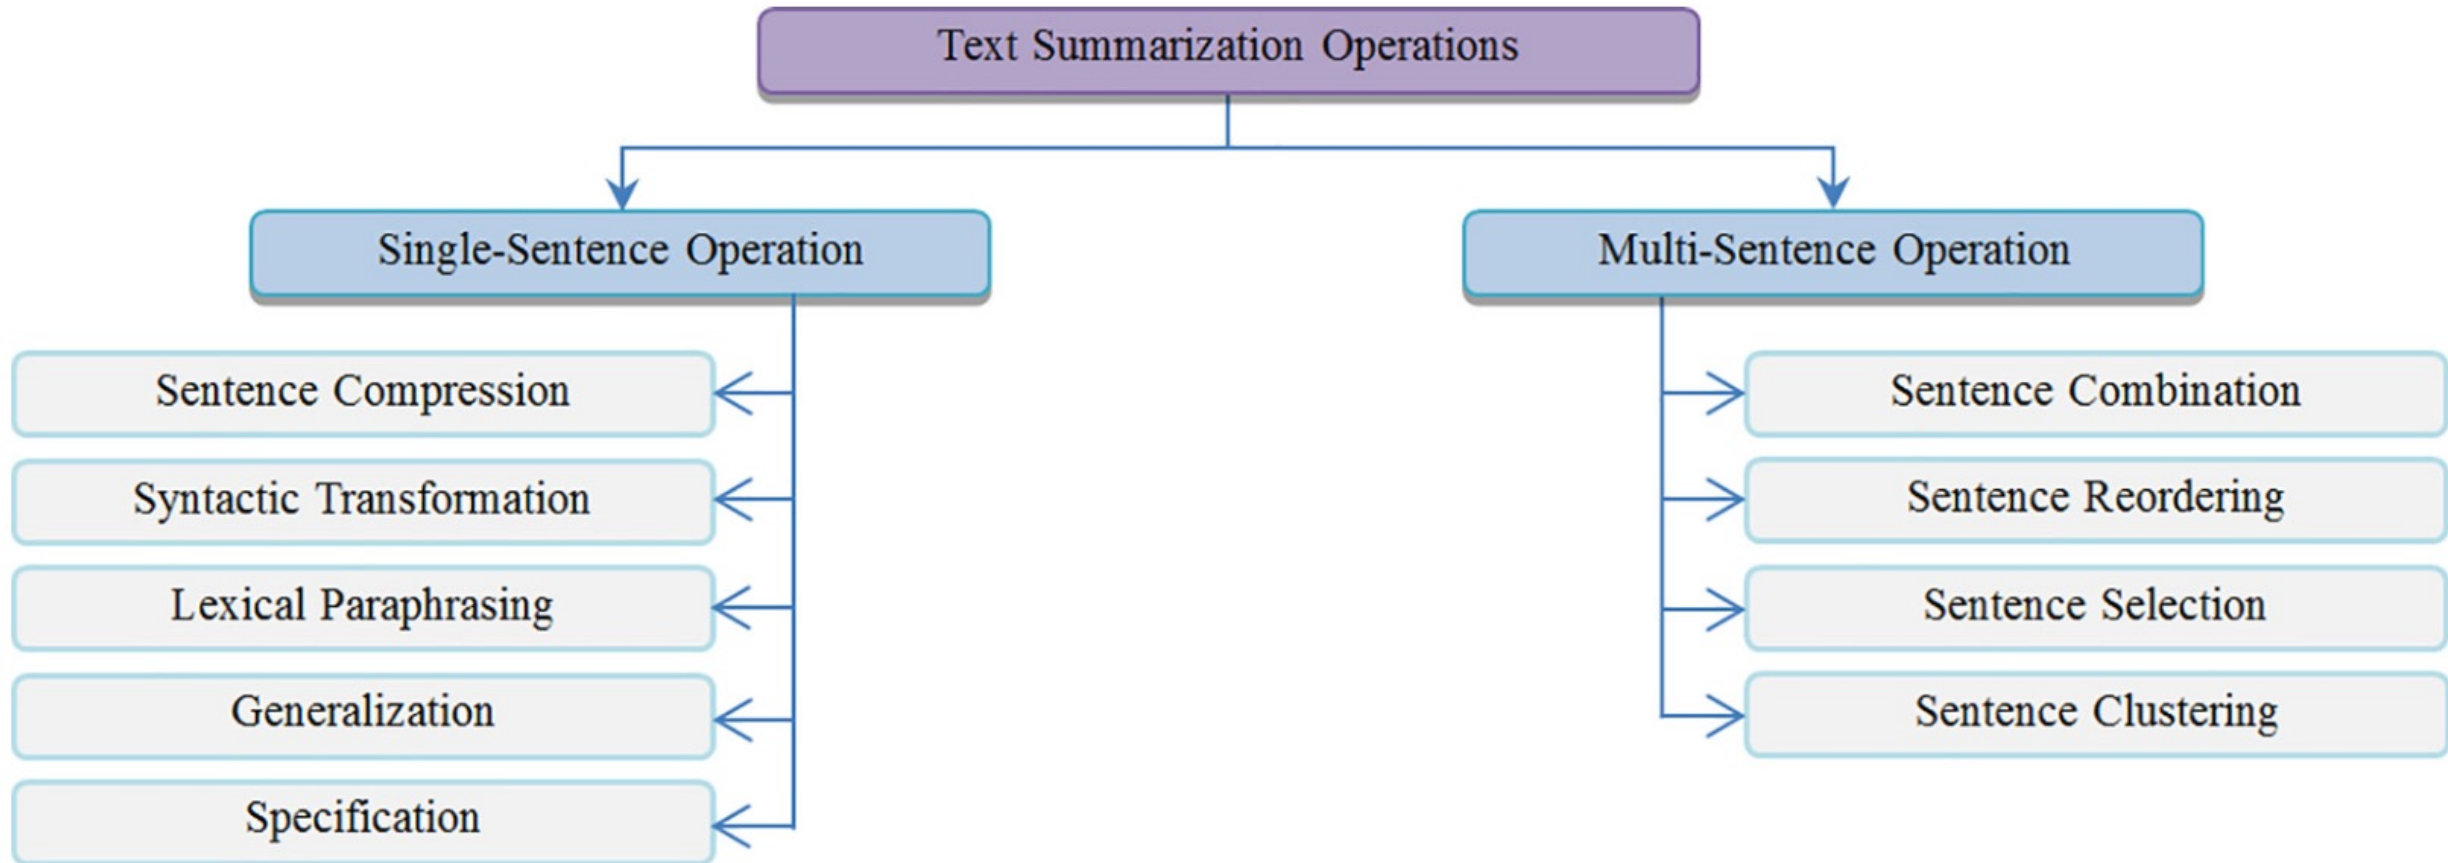 Text Summarization Operations
Single-Sentence Operation
Sentence Compression
Syntactic Transformation
Lexical Paraphrasing
Generalization
Specification
Multi-Sentence Operation
Sentence Combination
Sentence Reordering
Sentence Selection
Sentence Clustering